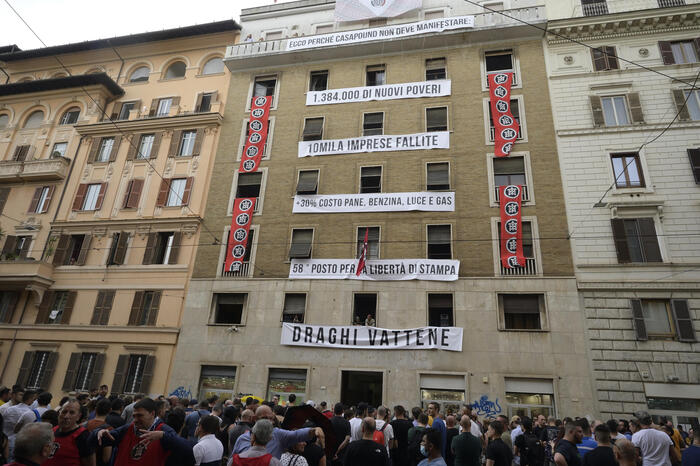 ECCO PERCHÉ CASAPOUND NON DEVE MANIFESTARE
1.384.000 DI NUOVI POVERI
10MILA IMPRESE FALLITE
+30% COSTO PANE, BENZINA, LUCE E GAS
58° POSTO PER LA LIBERTÀ DI STAMPA
DRAGHI VATTENE